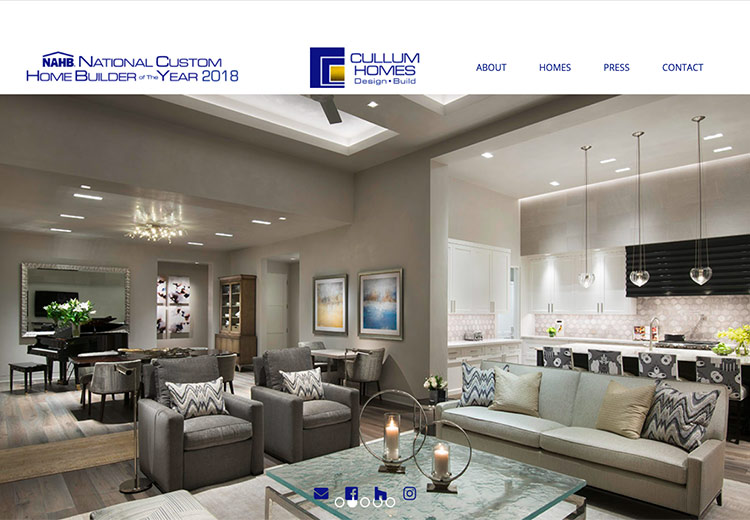 NAHB® NATIONAL CUSTOM
HOME BUILDER OF THE YEAR 2018
CULLUM
HOMES
Design • Build
ABOUT
HOMES
PRESS
CONTACT